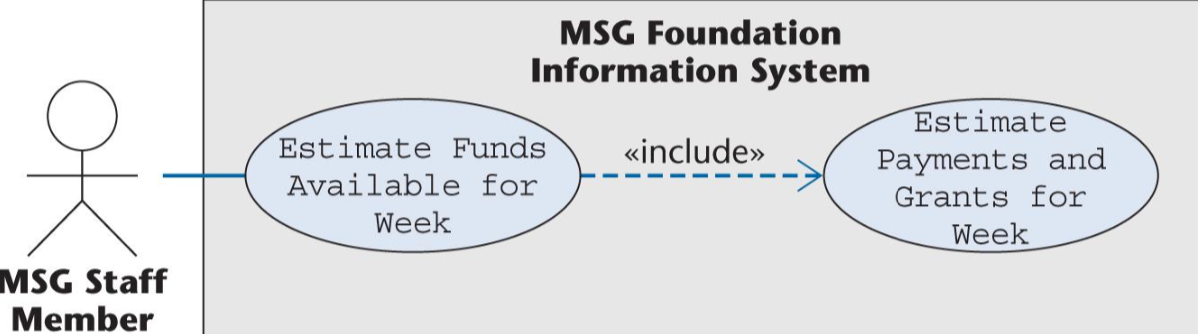 MSG Foundation
Information System
Estimate Funds
Available for
Week
«include»
Estimate
Payments and
Grants for
Week
MSG Staff
Member